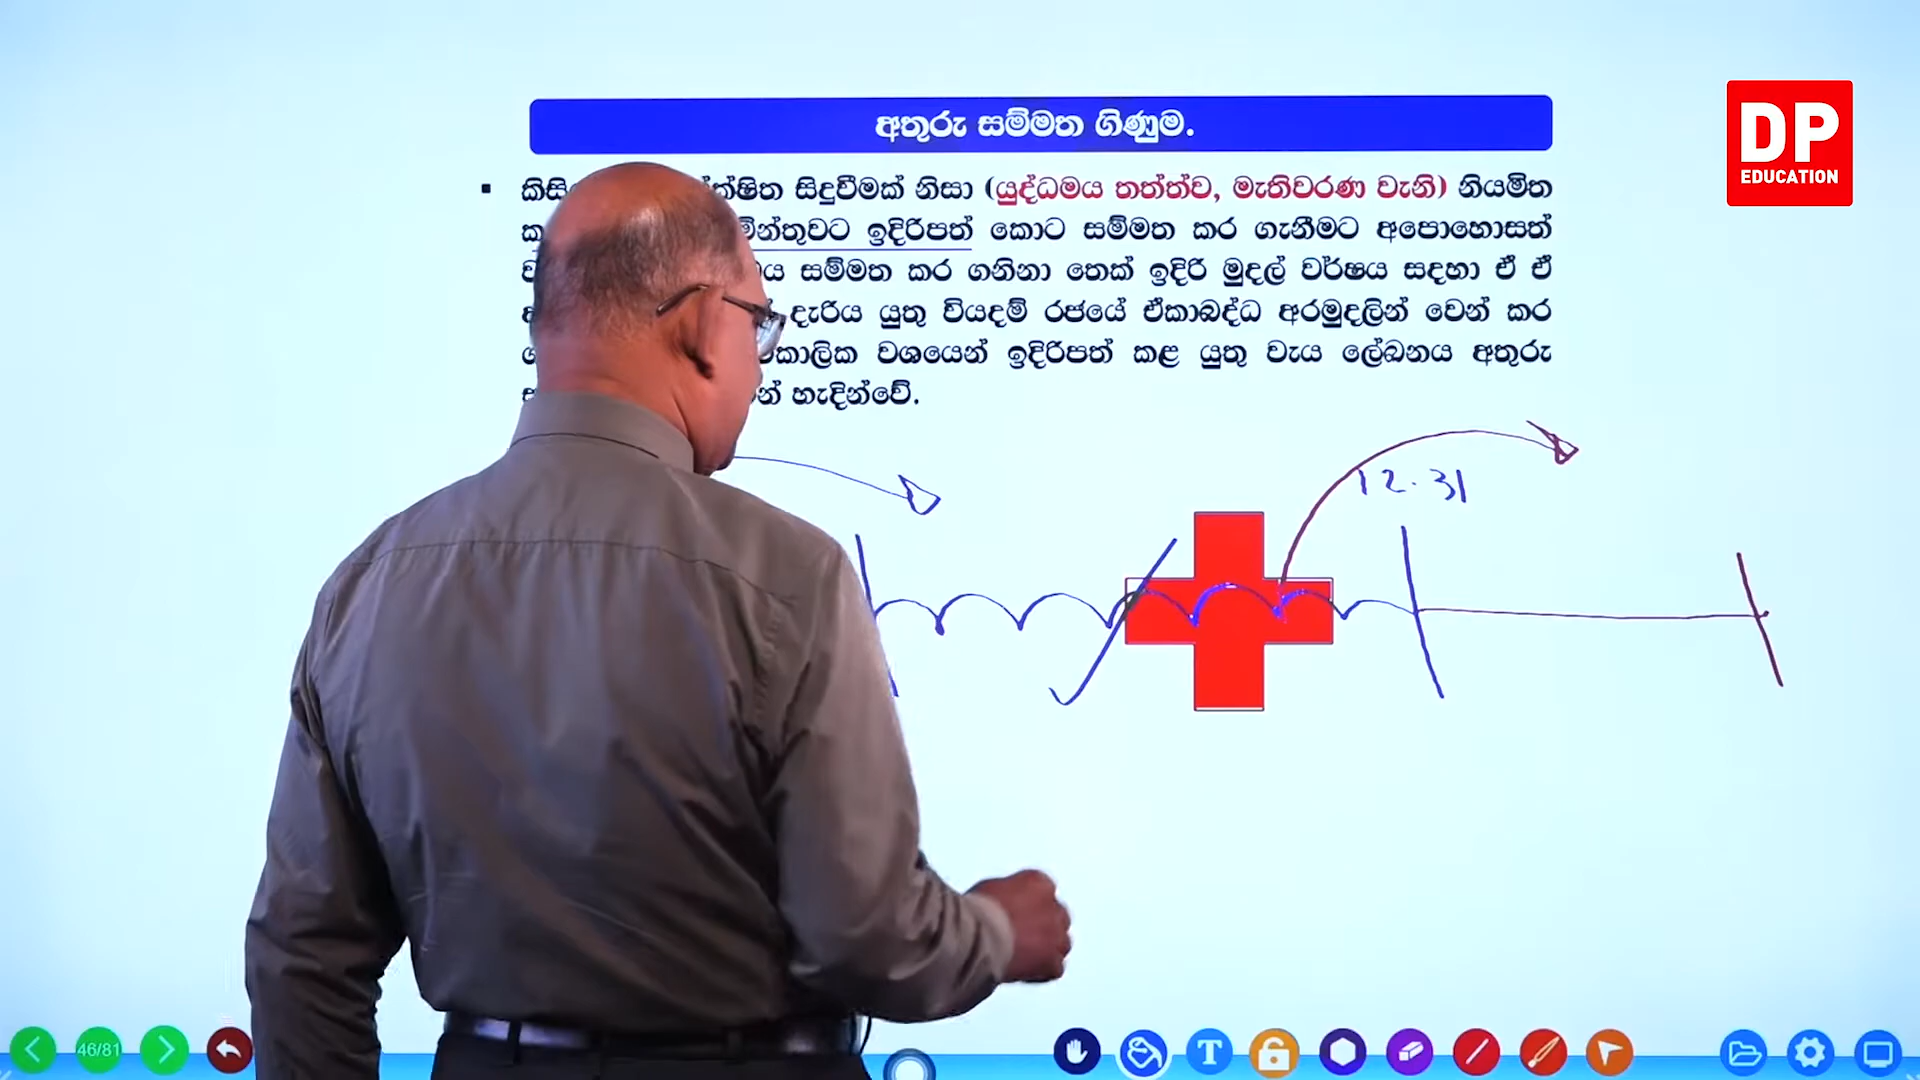 අතුරු සම්මත ගිණුම.
DP
EDUCATION
සිදුවීමක් නිසා (යුද්ධමය තත්ත්ව, මැතිවරණ වැනි) නියමිත
ඉදිරිපත් කොට සම්මත කර ගැනීමට අපොහොසත්
සම්මත කර ගනිනා තෙක් ඉදිරි මුදල් වර්ෂය සඳහා ඒ ඒ
දැරිය යුතු වියදම් රජයේ ඒකාබද්ධ අරමුදලින් වෙන් කර
වශයෙන් ඉදිරිපත් කළ යුතු වැය ලේඛනය අතුරු
හැදින්වේ.
12.31
46/81
T